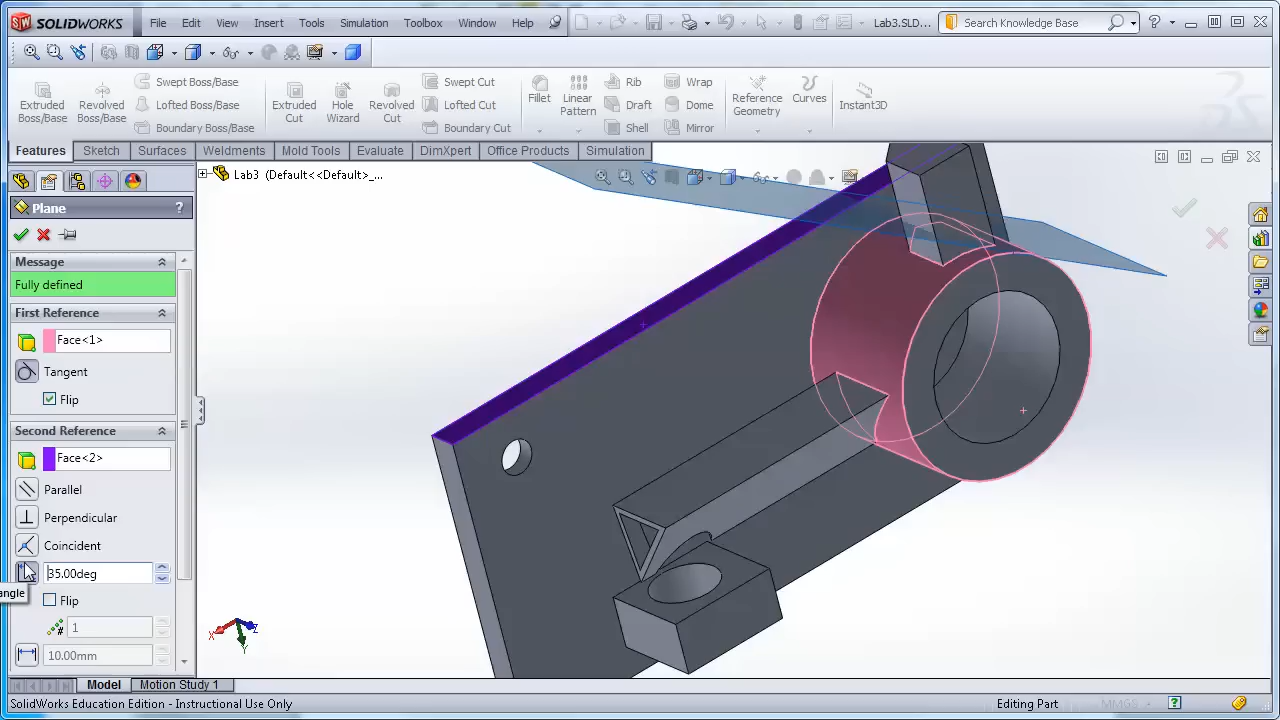 SOLIDWORKS File Edit View Insert Tools Simulation Toolbox Window Help Lab3.SLD... Search Knowledge Base
Extruded Boss/Base
Revolved Boss/Base
Swept Boss/Base
Lofted Boss/Base
Boundary Boss/Base
Extruded Cut
Hole Wizard
Revolved Cut
Swept Cut
Lofted Cut
Boundary Cut
Fillet
Linear Pattern
Rib
Draft
Shell
Wrap
Dome
Mirror
Reference Geometry
Curves
Instant3D
Features Sketch Surfaces Weldments Mold Tools Evaluate DimXpert Office Products Simulation
Lab3 (Default<<Default>_...
Plane ?
Message
Fully defined
First Reference
Face<1>
Tangent
Flip
Second Reference
Face<2>
Parallel
Perpendicular
Coincident
35.00deg
angle
Flip
1
10.00mm
X Y Z
Model Motion Study 1
SolidWorks Education Edition - Instructional Use Only Editing Part MMGS ?